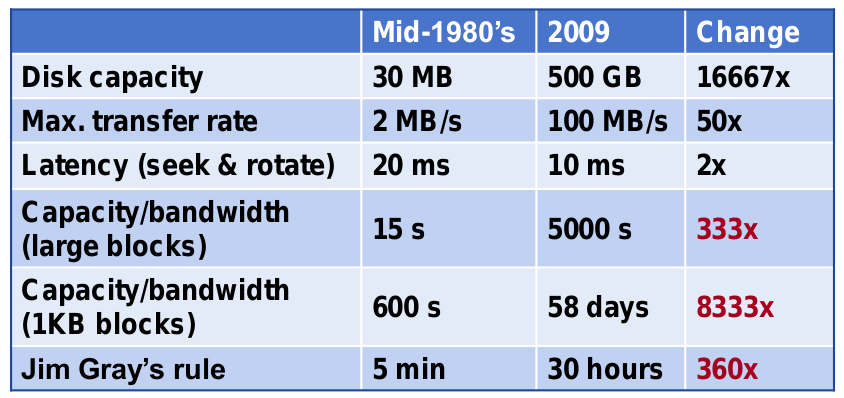 Mid-1980's 2009 Change
Disk capacity 30 MB 500 GB 16667x
Max. transfer rate 2 MB/s 100 MB/s 50x
Latency (seek & rotate) 20 ms 10 ms 2x
Capacity/bandwidth
(large blocks) 15 s 5000 s 333x
Capacity/bandwidth
(1KB blocks) 600 s 58 days 8333x
Jim Gray's rule 5 min 30 hours 360x